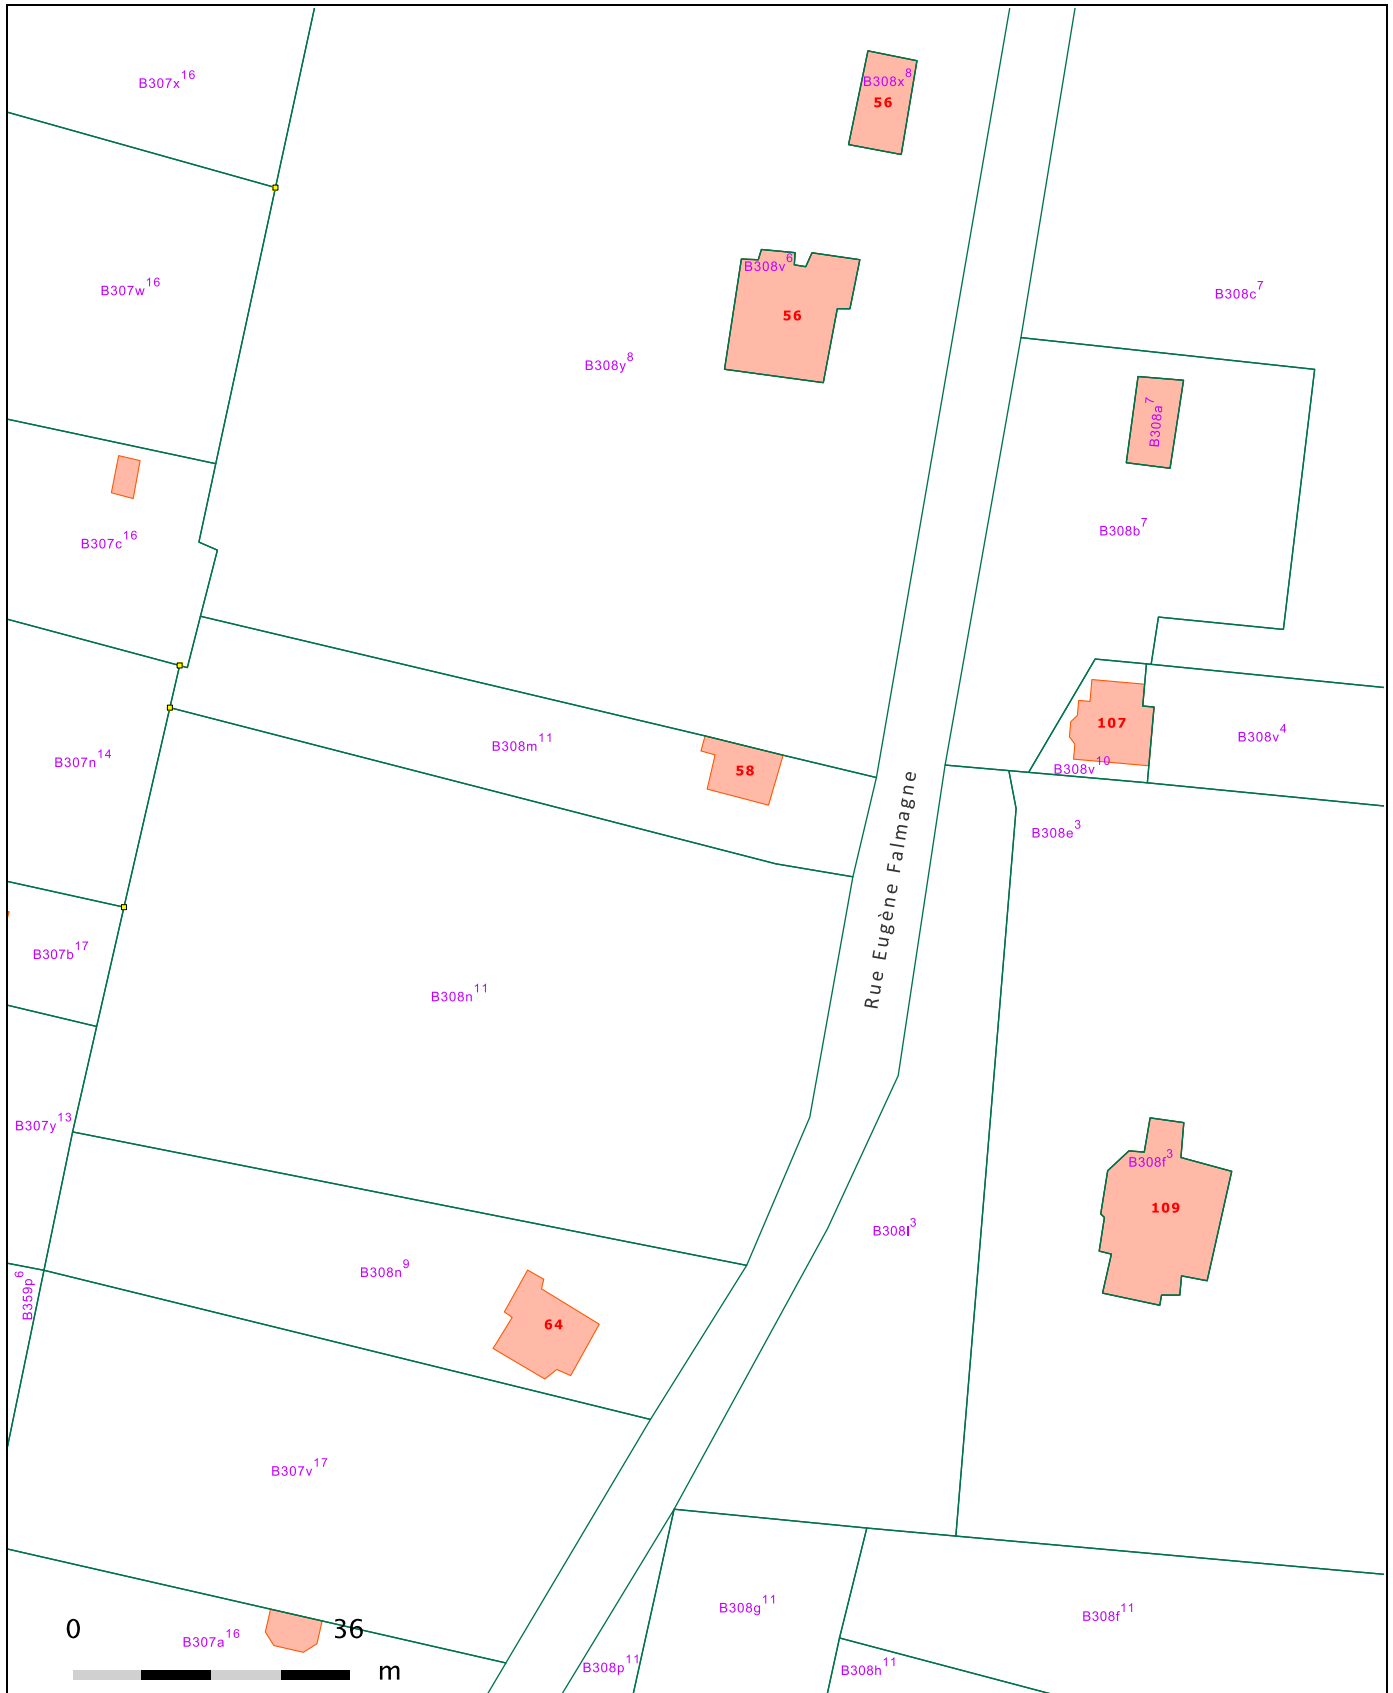 B307x¹⁶
B308x⁸
56
B307w¹⁶
B308v⁶
56
B308c⁷
B308y⁸
B308a⁷
B307c¹⁶
B308b⁷
B308m¹¹
58
107
B308v⁴
B307n¹⁴
B308v¹⁰
Rue Eugène Falmagne
B308e³
B307b¹⁷
B308n¹¹
B307y¹³
B308f³
109
B308l³
B359p⁶
B308n⁹
64
B307v¹⁷
B308g¹¹
B308f¹¹
B307a¹⁶
B308p¹¹
B308h¹¹
0 36
m